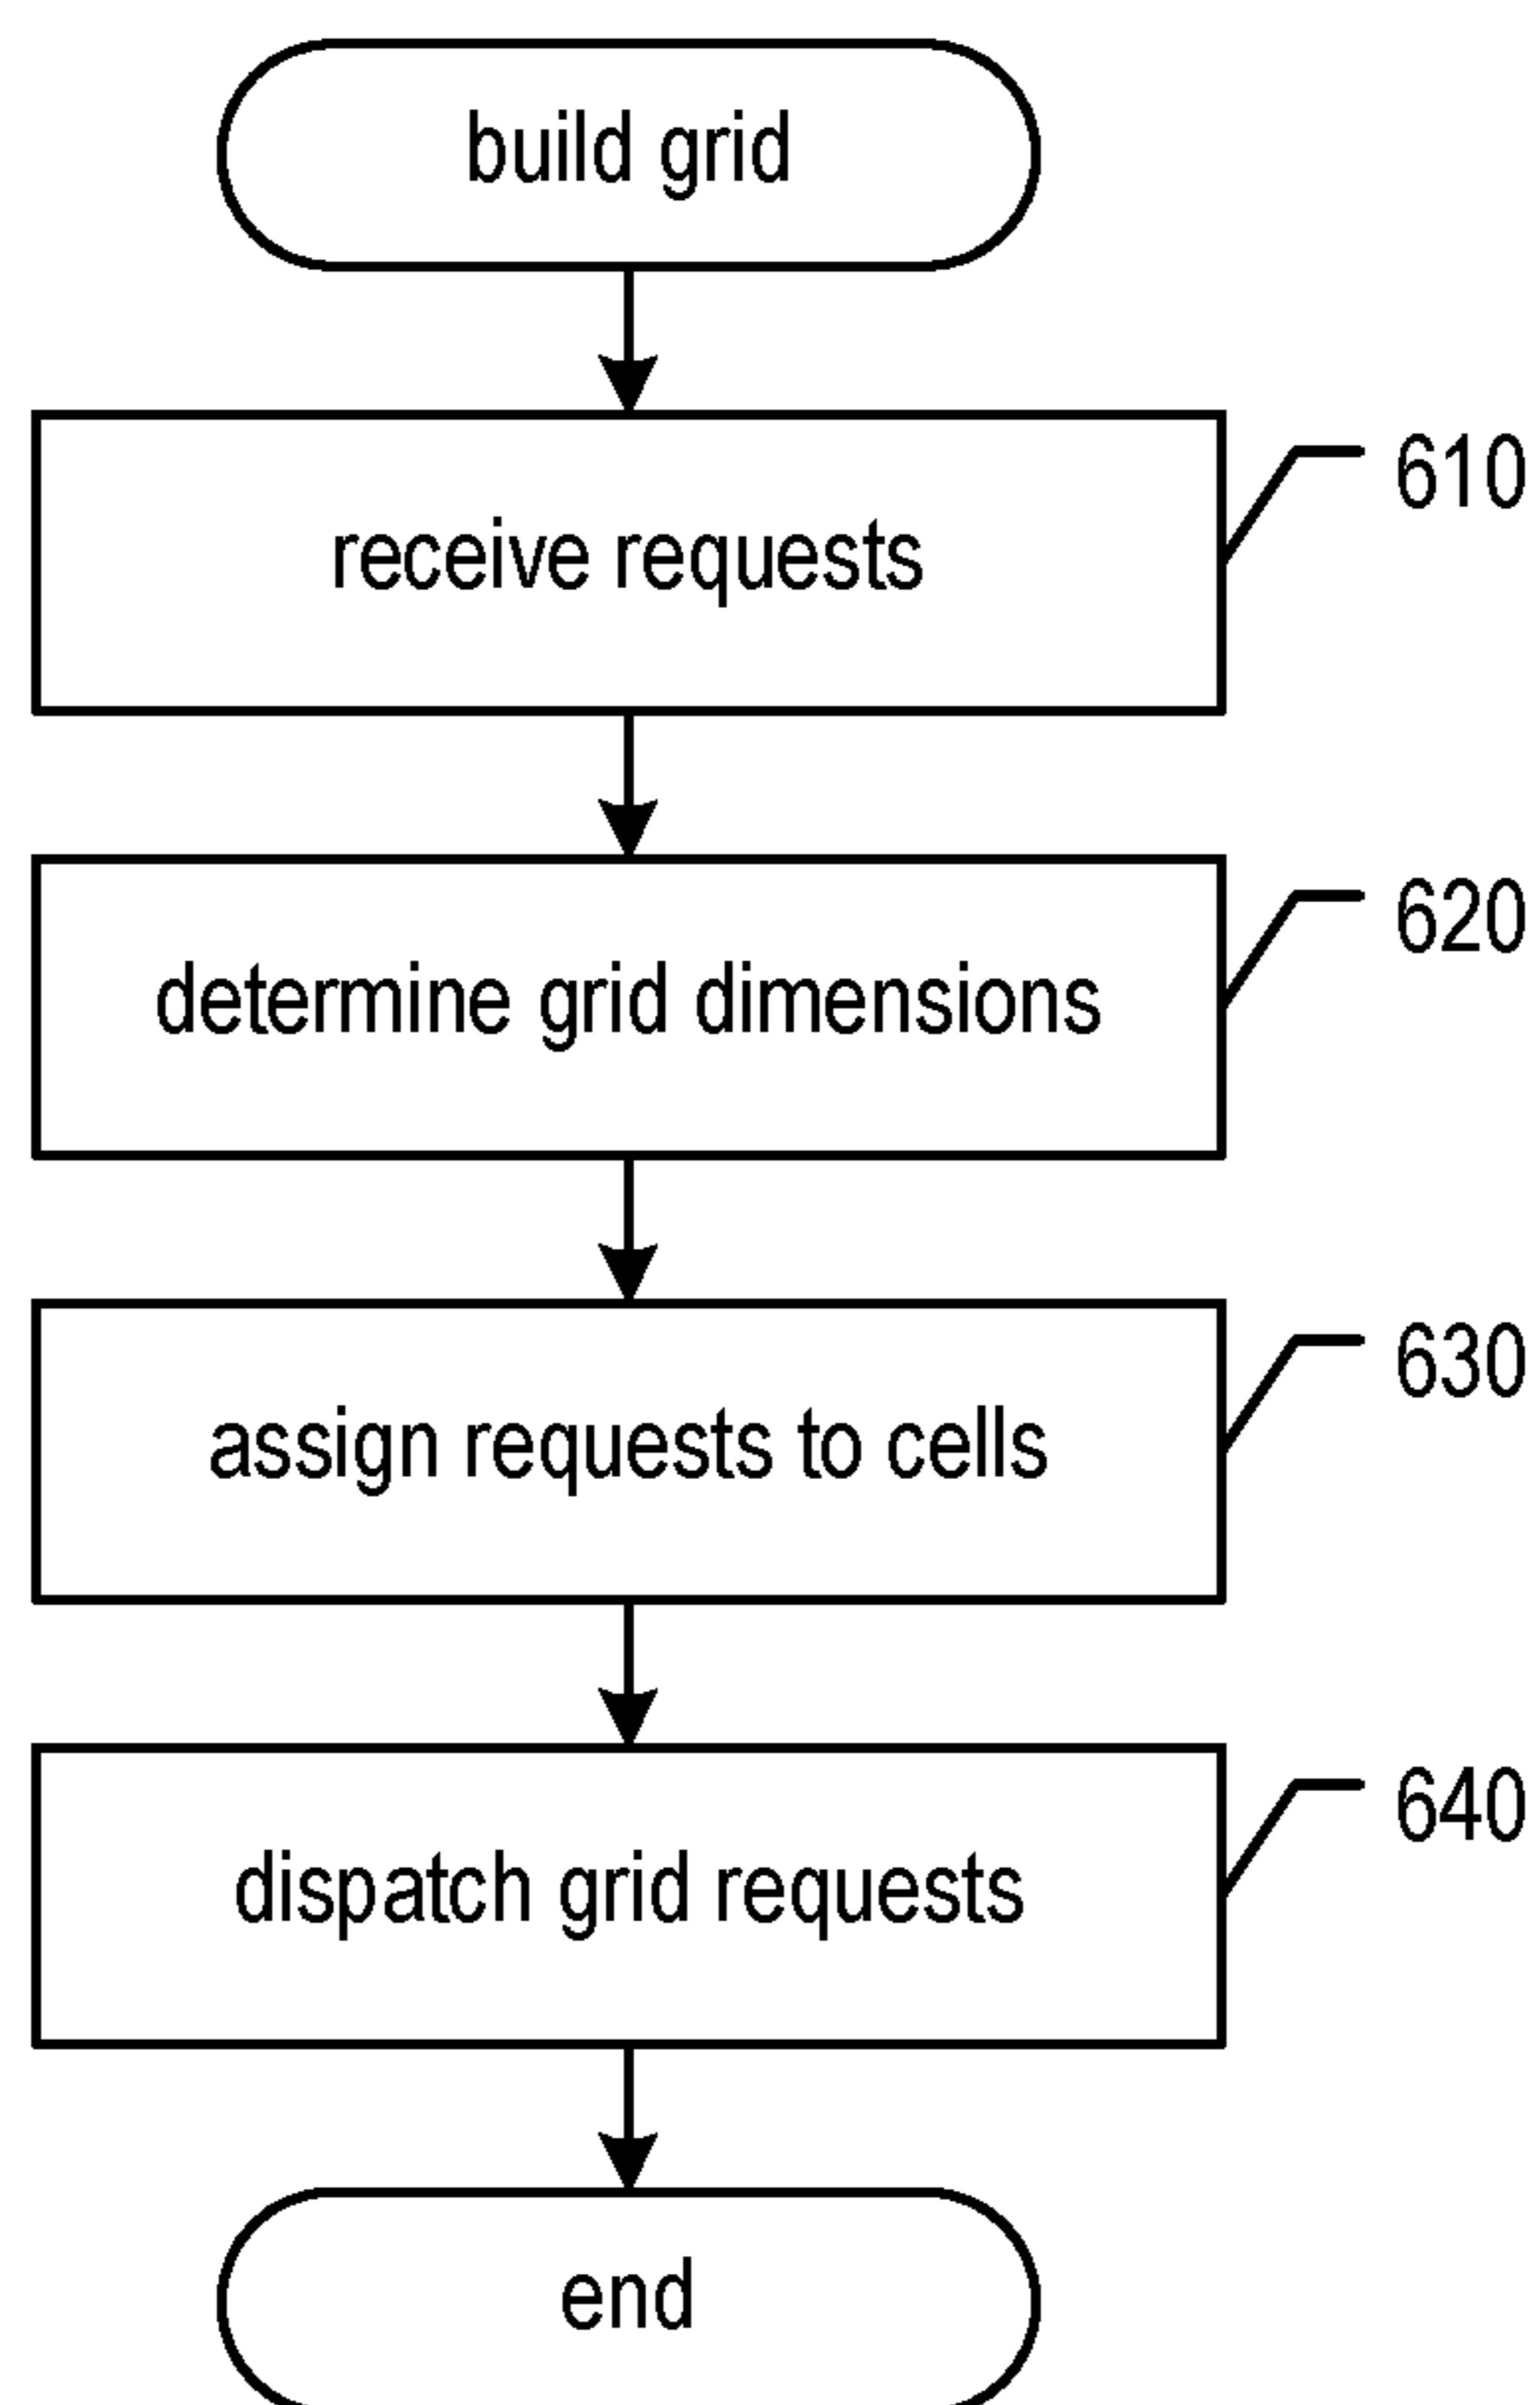 build grid
receive requests
610
determine grid dimensions
620
assign requests to cells
630
dispatch grid requests
640
end